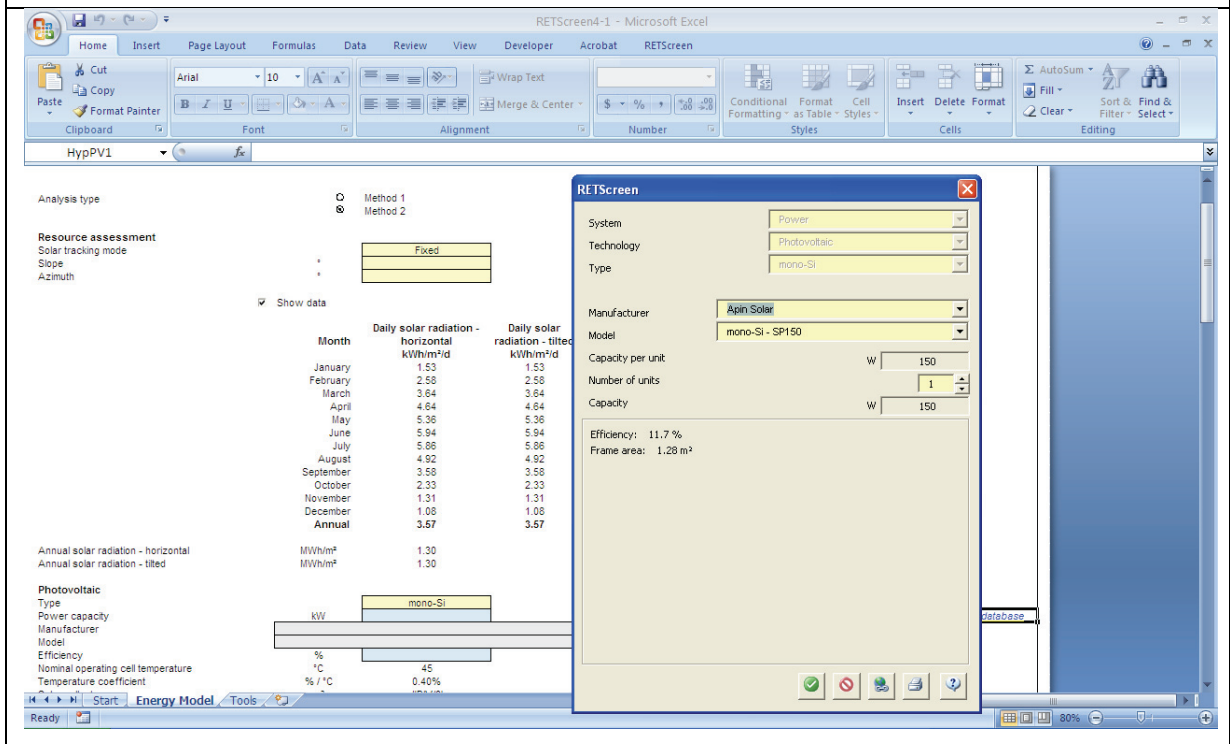 RETScreen4-1 - Microsoft Excel
Home Insert Page Layout Formulas Data Review View Developer Acrobat RETScreen
Paste
Cut
Copy
Format Painter
Clipboard
Arial 10 A A
B I U A
Font
Wrap Text
Merge & Center
Alignment
$ % , .0 .00 .00 .0
Number
Conditional Formatting Format as Table Cell Styles
Styles
Insert Delete Format
Cells
Σ AutoSum
Fill
Clear
Sort & Filter Find & Select
Editing
HypPV1 fx
Analysis type Method 1
Method 2
Resource assessment
Solar tracking mode Fixed
Slope °
Azimuth °
Show data
Month Daily solar radiation - horizontal Daily solar radiation - tilted
kWh/m²/d kWh/m²/d
January 1.53 1.53
February 2.58 2.58
March 3.64 3.64
April 4.64 4.64
May 5.36 5.36
June 5.94 5.94
July 5.86 5.86
August 4.92 4.92
September 3.58 3.58
October 2.33 2.33
November 1.31 1.31
December 1.08 1.08
Annual 3.57 3.57
Annual solar radiation - horizontal MWh/m² 1.30
Annual solar radiation - tilted MWh/m² 1.30
Photovoltaic
Type mono-Si
Power capacity kW
database
Manufacturer
Model
Efficiency %
Nominal operating cell temperature °C 45
Temperature coefficient % / °C 0.40%
RETScreen
System Power
Technology Photovoltaic
Type mono-Si
Manufacturer Apin Solar
Model mono-Si - SP150
Capacity per unit W 150
Number of units 1
Capacity W 150
Efficiency: 11.7 %
Frame area: 1.28 m²
Start Energy Model Tools
Ready 80%